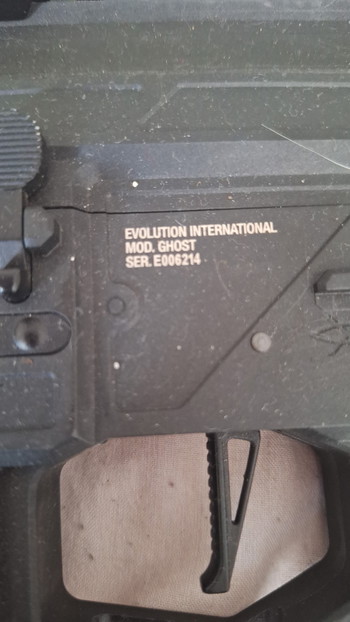 EVOLUTION INTERNATIONAL
MOD. GHOST
SER. E006214